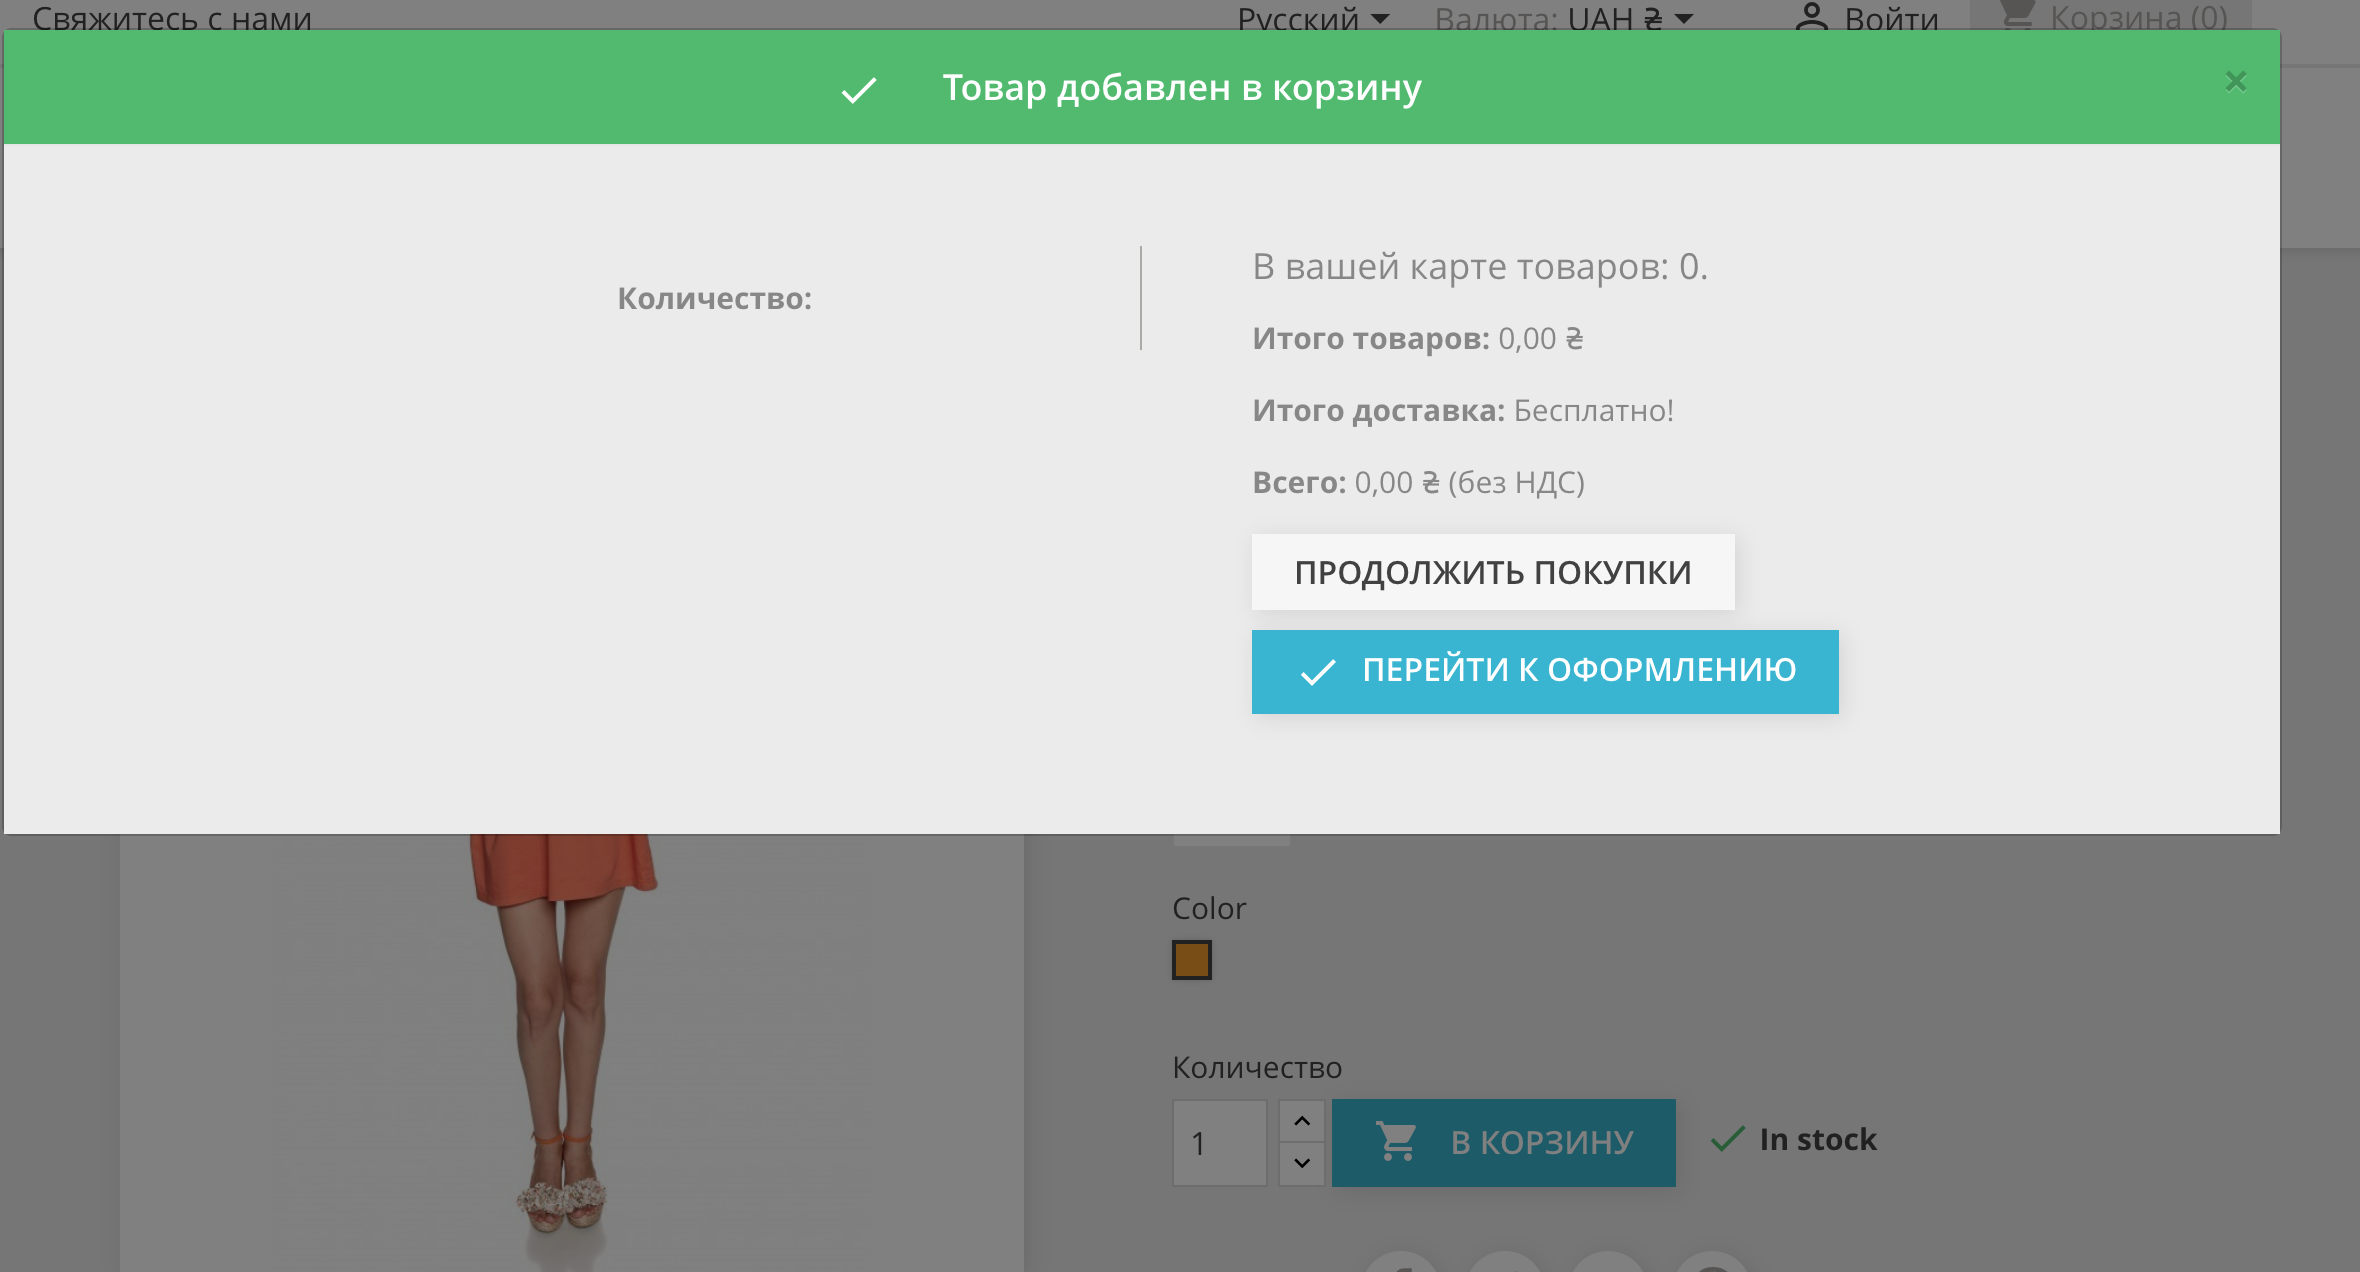 Свяжитесь с нами
Русский
Валюта: UAH ₴
Войти
Корзина (0)
Товар добавлен в корзину
Количество:
В вашей карте товаров: 0.
Итого товаров: 0,00 ₴
Итого доставка: Бесплатно!
Всего: 0,00 ₴ (без НДС)
ПРОДОЛЖИТЬ ПОКУПКИ
ПЕРЕЙТИ К ОФОРМЛЕНИЮ
Color
Количество
1
В КОРЗИНУ
In stock